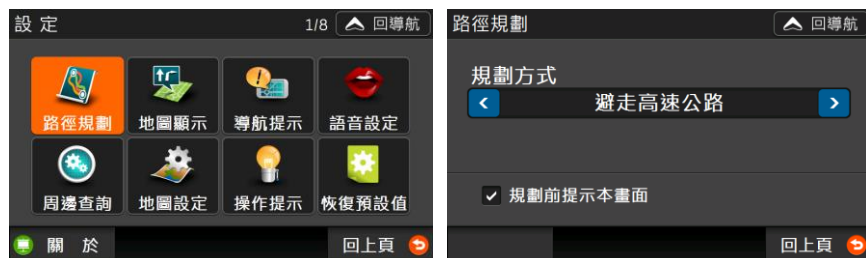 設 定 1/8 回導航
路徑規劃 地圖顯示 導航提示 語音設定
周邊查詢 地圖設定 操作提示 恢復預設值
關 於 回上頁
路徑規劃 回導航
規劃方式
避走高速公路
規劃前提示本畫面
回上頁